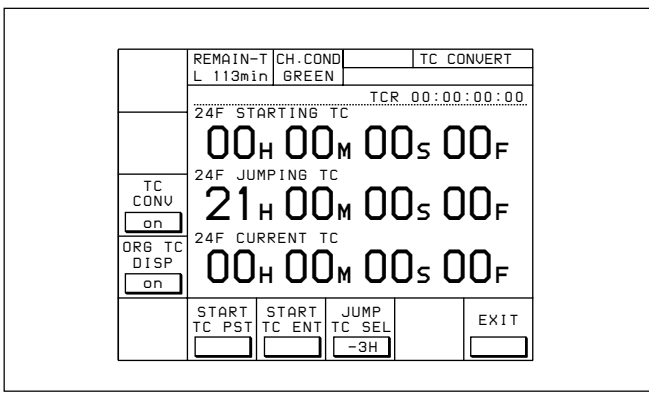 REMAIN-T CH.COND TC CONVERT
L 113min GREEN
TCR 00:00:00:00
24F STARTING TC
00H 00M 00S 00F
24F JUMPING TC
21H 00M 00S 00F
24F CURRENT TC
00H 00M 00S 00F
TC
CONV
on
ORG TC
DISP
on
START START JUMP EXIT
TC PST TC ENT TC SEL
-3H